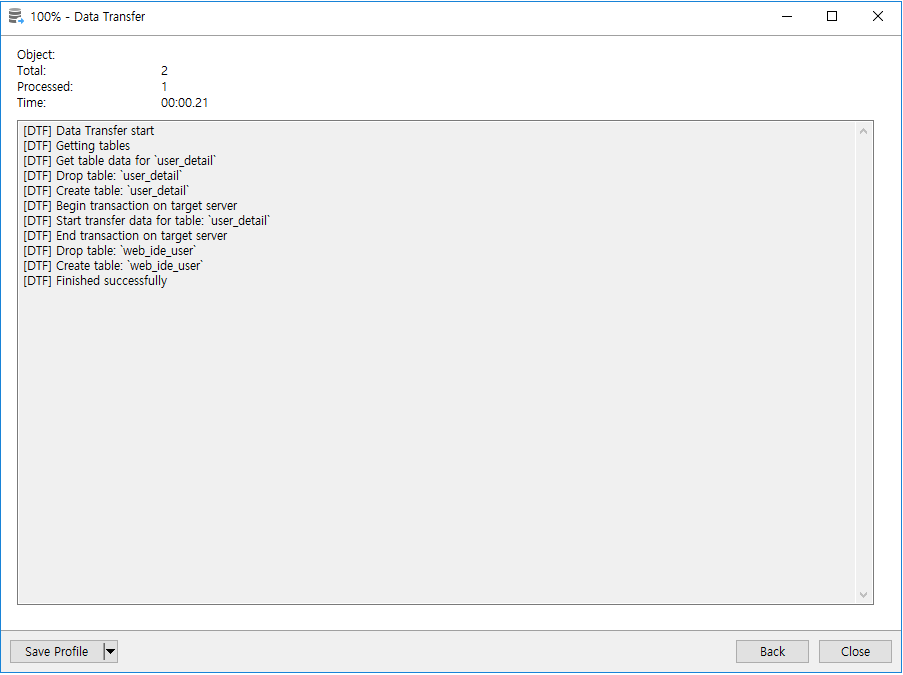 100% - Data Transfer
Object:
Total: 2
Processed: 1
Time: 00:00.21
[DTF] Data Transfer start
[DTF] Getting tables
[DTF] Get table data for `user_detail`
[DTF] Drop table: `user_detail`
[DTF] Create table: `user_detail`
[DTF] Begin transaction on target server
[DTF] Start transfer data for table: `user_detail`
[DTF] End transaction on target server
[DTF] Drop table: `web_ide_user`
[DTF] Create table: `web_ide_user`
[DTF] Finished successfully
Save Profile Back Close